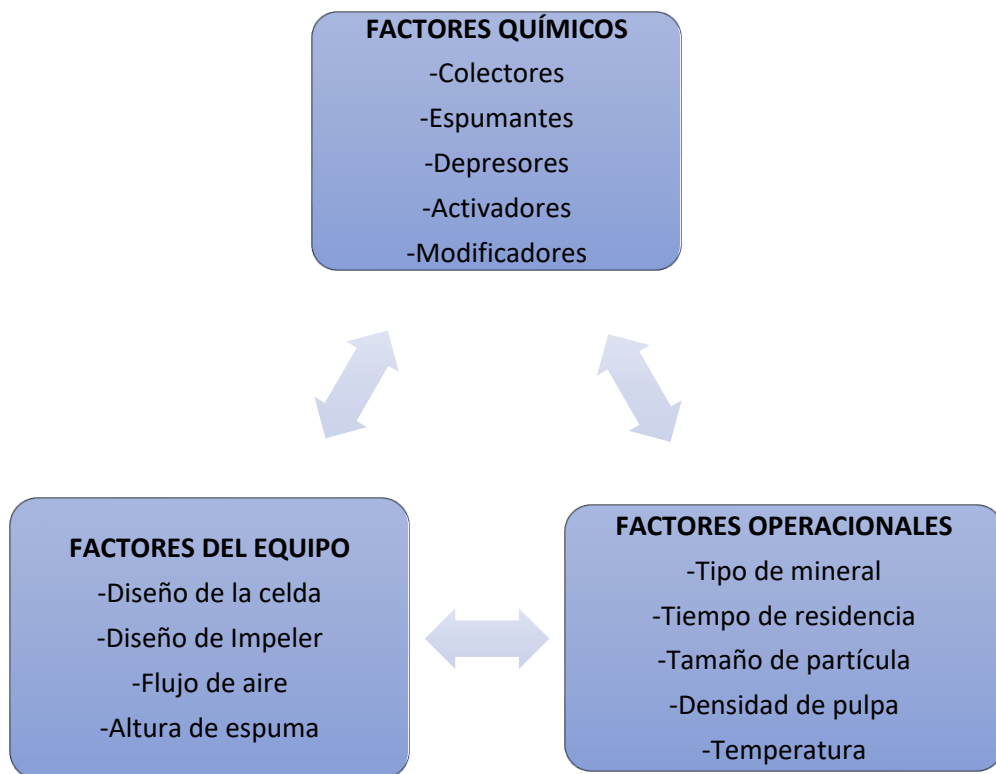 FACTORES QUÍMICOS
-Colectores
-Espumantes
-Depresores
-Activadores
-Modificadores
FACTORES DEL EQUIPO
-Diseño de la celda
-Diseño de Impeler
-Flujo de aire
-Altura de espuma
FACTORES OPERACIONALES
-Tipo de mineral
-Tiempo de residencia
-Tamaño de partícula
-Densidad de pulpa
-Temperatura